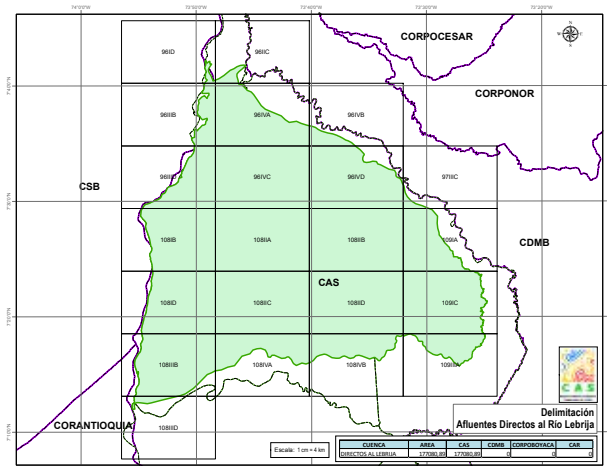 74°0'0"W 73°50'0"W 73°40'0"W 73°30'0"W 73°20'0"W
CORPOCESAR
N
96ID 96IIC
CORPONOR
96IIIB 96IVA 96IVB
96IVC 96IVD 97IIIC
CSB
108IB 108IIA 108IIB 109IA
CDMB
CAS
108ID 108IIC 108IID 109IC
108IIIB 108IVA 108IVB 109IIIA
CAS
CORANTIOQUIA
108IIID
Delimitación
Afluentes Directos al Río Lebrija
Escala: 1 cm = 4 km
CUENCA AREA CAS CDMB CORPOBOYACA CAR
DIRECTOS AL LEBRIJA 177080,89 177080,89 0 0 0